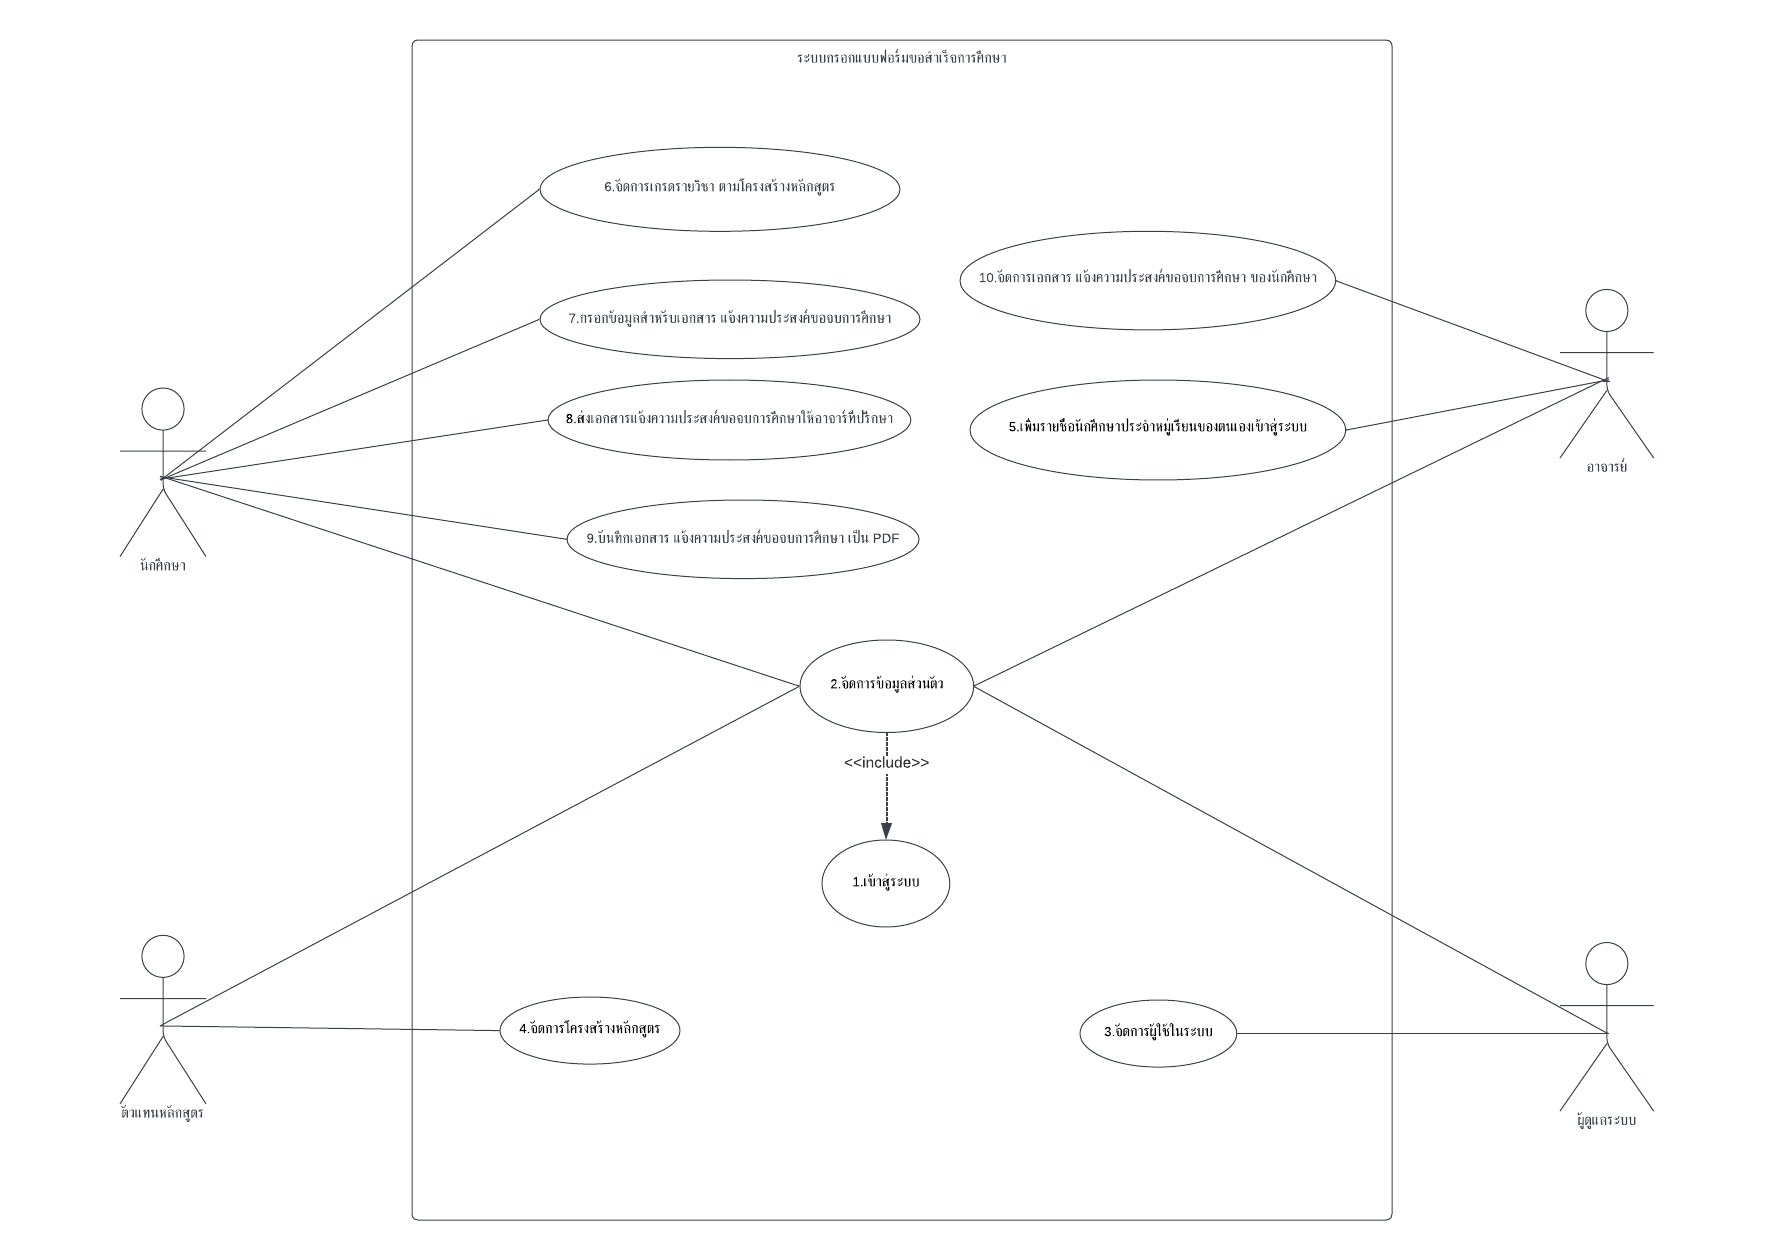 ระบบกรอกแบบฟอร์มขอสำเร็จการศึกษา
6.จัดการเกรดรายวิชา ตามโครงสร้างหลักสูตร
10.จัดการเอกสาร แจ้งความประสงค์ขอจบการศึกษา ของนักศึกษา
7.กรอกข้อมูลสำหรับเอกสาร แจ้งความประสงค์ขอจบการศึกษา
8.ส่งเอกสารแจ้งความประสงค์ขอจบการศึกษาให้อาจาร์ที่ปรึกษา
5.เพิ่มรายชื่อนักศึกษาประจำหมู่เรียนของตนเองเข้าสู่ระบบ
อาจารย์
9.บันทึกเอกสาร แจ้งความประสงค์ขอจบการศึกษา เป็น PDF
นักศึกษา
2.จัดการข้อมูลส่วนตัว
<<include>>
1.เข้าสู่ระบบ
4.จัดการโครงสร้างหลักสูตร
3.จัดการผู้ใช้ในระบบ
ตัวแทนหลักสูตร
ผู้ดูแลระบบ